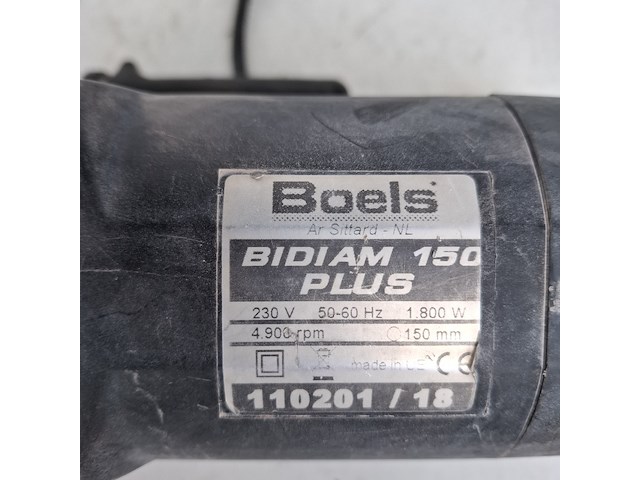 Boels
Ar Sittard - NL
BIDIAM 150
PLUS
230 V 50-60 Hz 1.800 W
4.900 rpm 150 mm
made in CE
110201 / 18